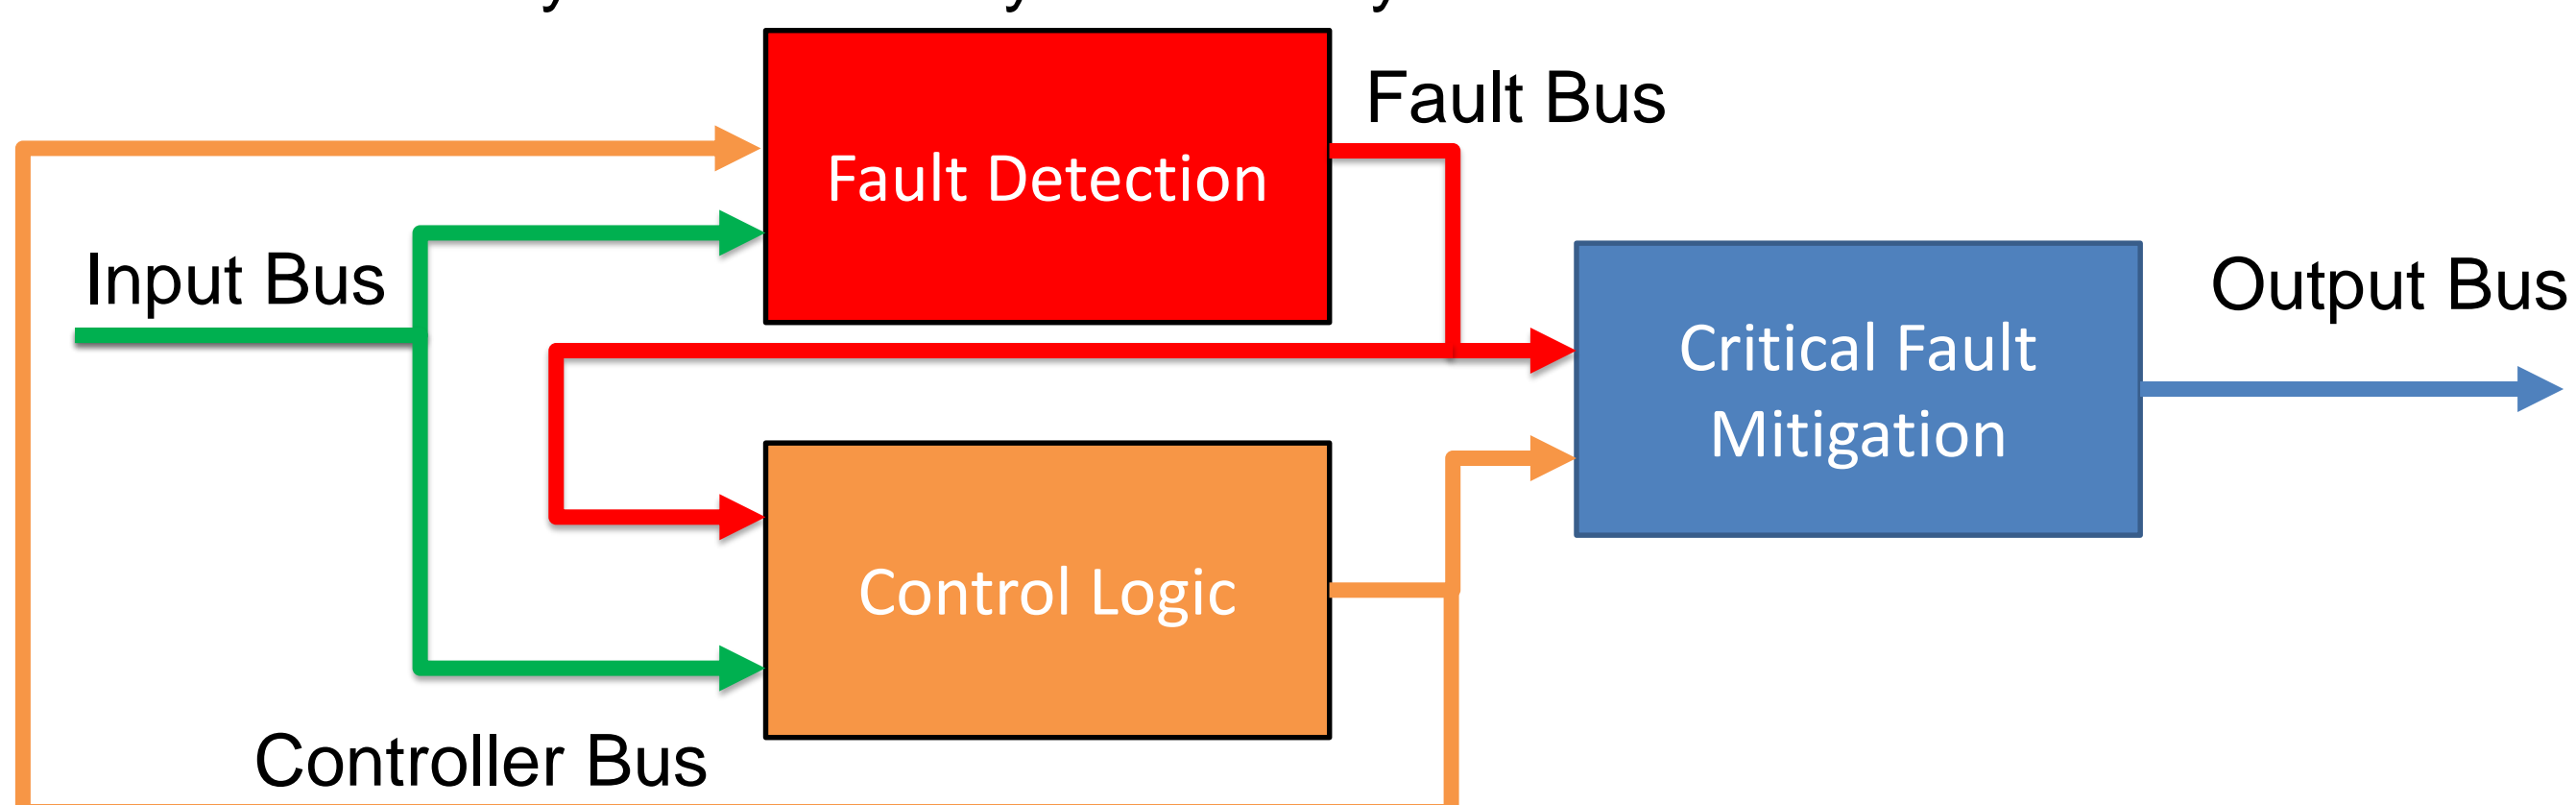 Fault Bus
Fault Detection
Input Bus
Output Bus
Critical Fault
Mitigation
Control Logic
Controller Bus